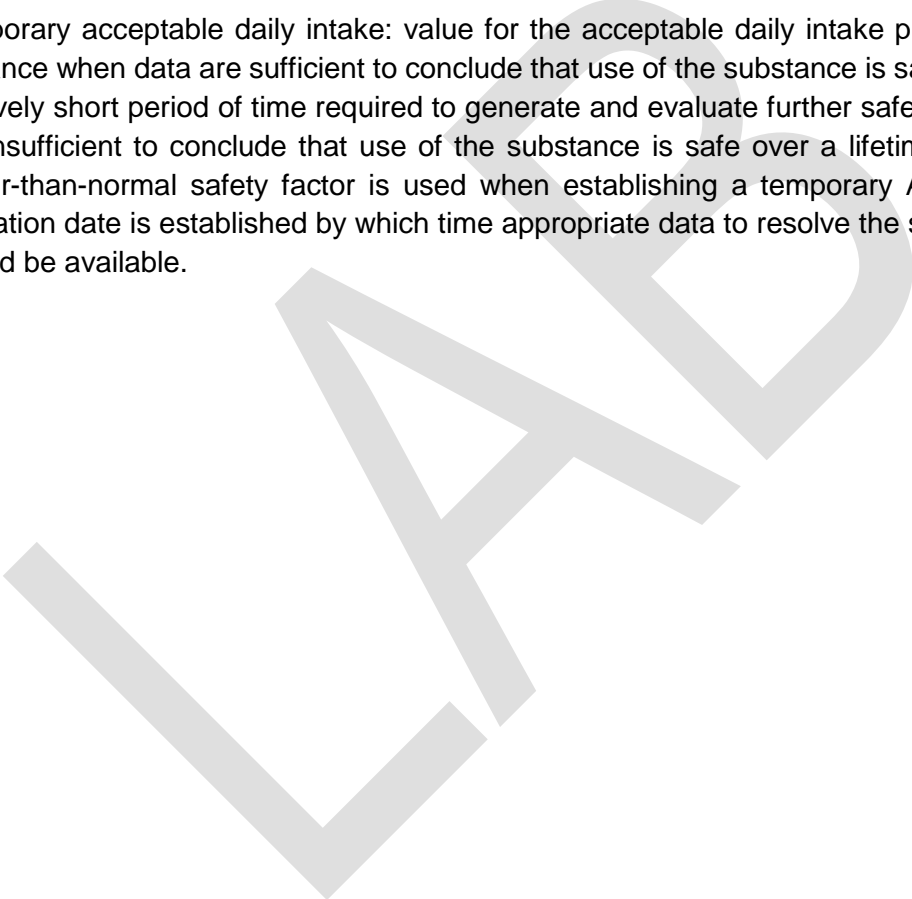 orary acceptable daily intake: value for the acceptable daily intake p
nce when data are sufficient to conclude that use of the substance is sa
vely short period of time required to generate and evaluate further safe
nsufficient to conclude that use of the substance is safe over a lifetim
r-than-normal safety factor is used when establishing a temporary A
ation date is established by which time appropriate data to resolve the s
d be available.
LAB